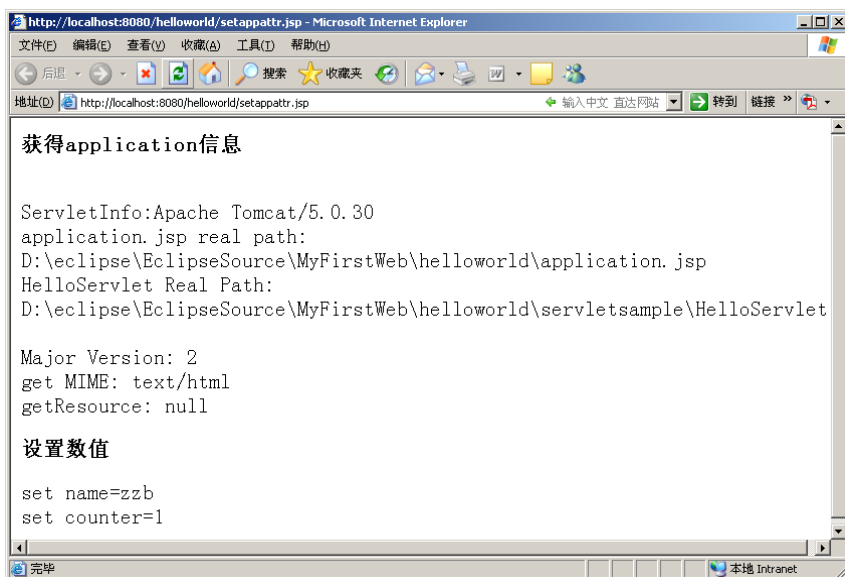 http://localhost:8080/helloworld/setappattr.jsp - Microsoft Internet Explorer
文件(F) 编辑(E) 查看(V) 收藏(A) 工具(T) 帮助(H)
后退 搜索 收藏夹
地址(D) http://localhost:8080/helloworld/setappattr.jsp 输入中文 直达网站 转到 链接 »
获得application信息
ServletInfo:Apache Tomcat/5.0.30
application.jsp real path:
D:\eclipse\EclipseSource\MyFirstWeb\helloworld\application.jsp
HelloServlet Real Path:
D:\eclipse\EclipseSource\MyFirstWeb\helloworld\servletsample\HelloServlet
Major Version: 2
get MIME: text/html
getResource: null
设置数值
set name=zzb
set counter=1
完毕 本地 Intranet